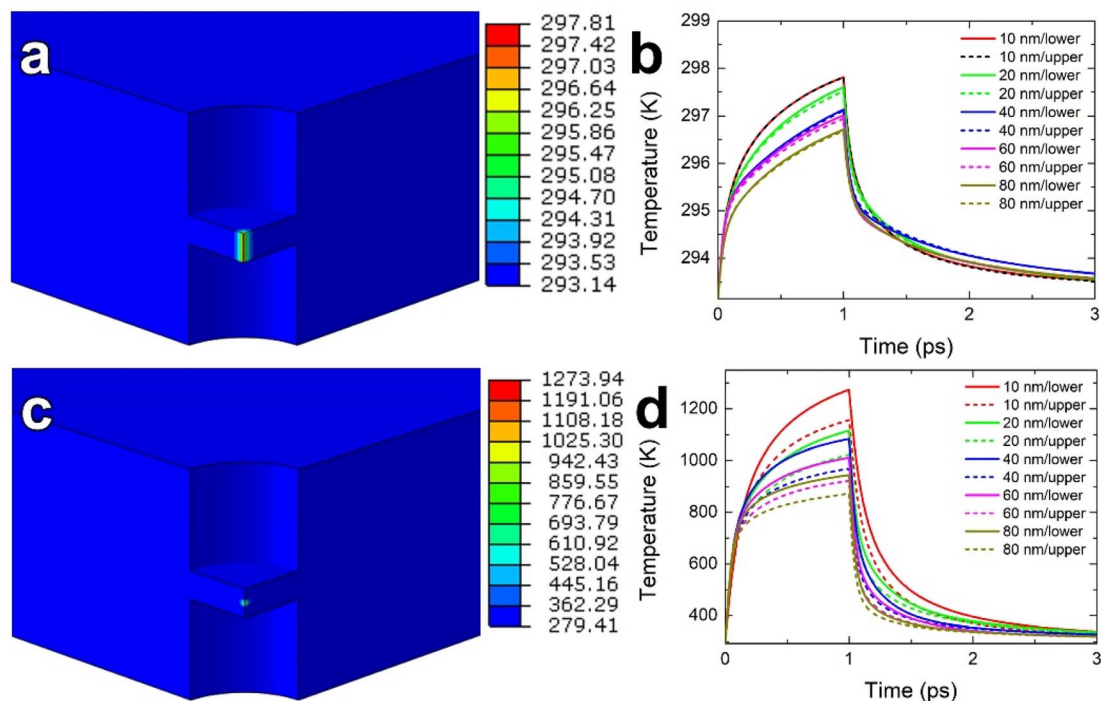 a
297.81
297.42
297.03
296.64
296.25
295.86
295.47
295.08
294.70
294.31
293.92
293.53
293.14
b
299
298
297
296
295
294
Temperature (K)
10 nm/lower
10 nm/upper
20 nm/lower
20 nm/upper
40 nm/lower
40 nm/upper
60 nm/lower
60 nm/upper
80 nm/lower
80 nm/upper
0
1
2
3
Time (ps)
c
1273.94
1191.06
1108.18
1025.30
942.43
859.55
776.67
693.79
610.92
528.04
445.16
362.29
279.41
d
1200
1000
800
600
400
Temperature (K)
10 nm/lower
10 nm/upper
20 nm/lower
20 nm/upper
40 nm/lower
40 nm/upper
60 nm/lower
60 nm/upper
80 nm/lower
80 nm/upper
0
1
2
3
Time (ps)